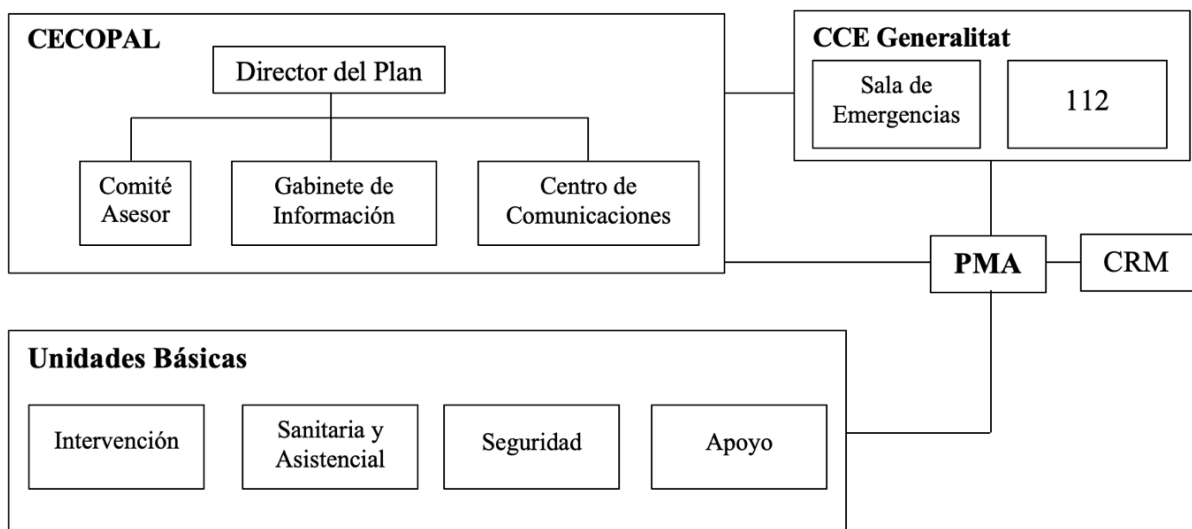 CECOPAL
Director del Plan
Comité
Asesor
Gabinete de
Información
Centro de
Comunicaciones
CCE Generalitat
Sala de
Emergencias
112
PMA
CRM
Unidades Básicas
Intervención
Sanitaria y
Asistencial
Seguridad
Apoyo